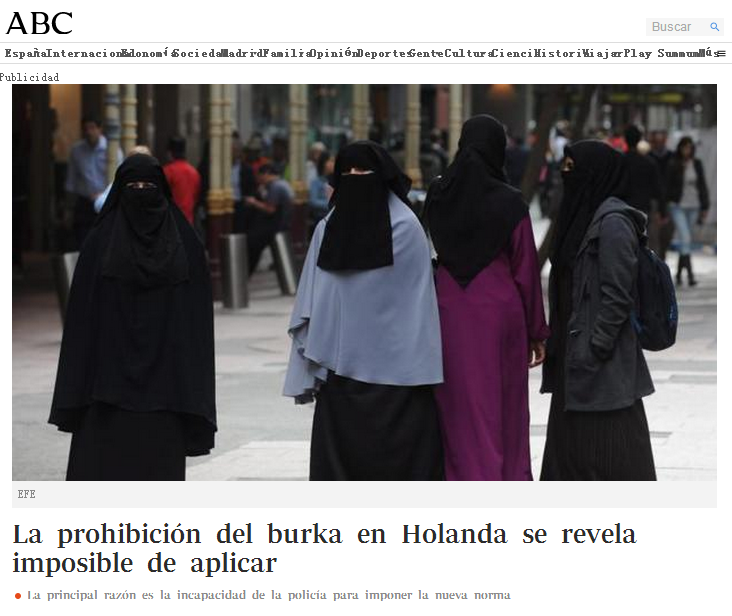 ABC
Buscar
España Internacional Economía Sociedad Madrid Familia Opinión Deportes Gente Cultura Ciencia Historia Viajar Play Summum Más
Publicidad
EFE
La prohibición del burka en Holanda se revela
imposible de aplicar
La principal razón es la incapacidad de la policía para imponer la nueva norma